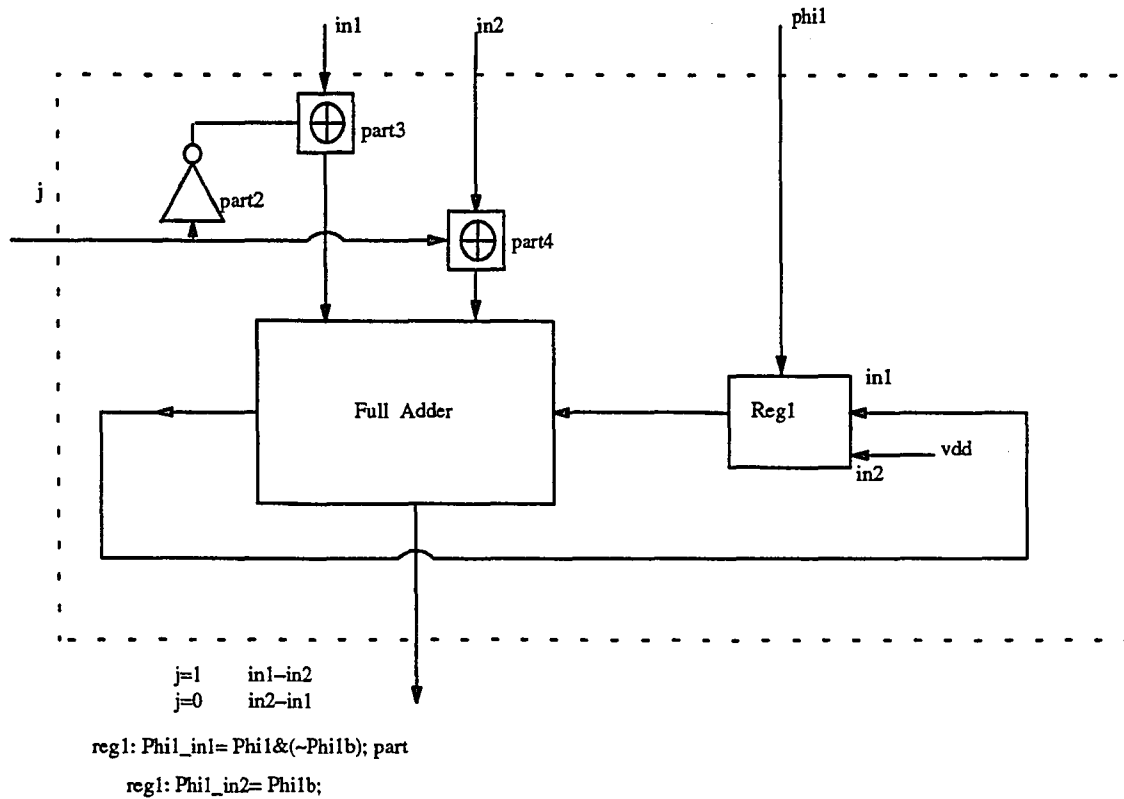 in1
in2
phi1
part3
part2
j
part4
in1
Full Adder
Reg1
vdd
in2
j=1 in1–in2
j=0 in2–in1
reg1: Phi1_in1= Phi1&(~Phi1b); part
reg1: Phi1_in2= Phi1b;